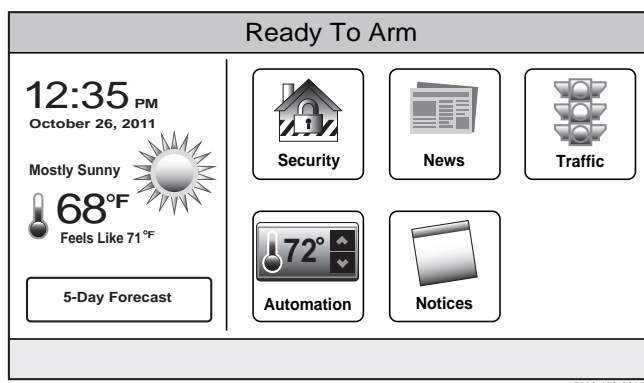 Ready To Arm
12:35 PM
October 26, 2011
Mostly Sunny
68°F
Feels Like 71°F
5-Day Forecast
Security
News
Traffic
72°
Automation
Notices